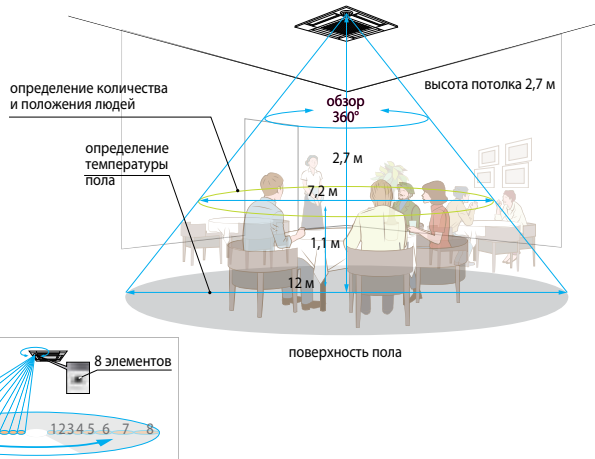 высота потолка 2,7 м
определение количества
и положения людей
обзор
360°
определение
температуры
пола
2,7 м
7,2 м
1,1 м
12 м
поверхность пола
8 элементов
1 2 3 4 5 6 7 8